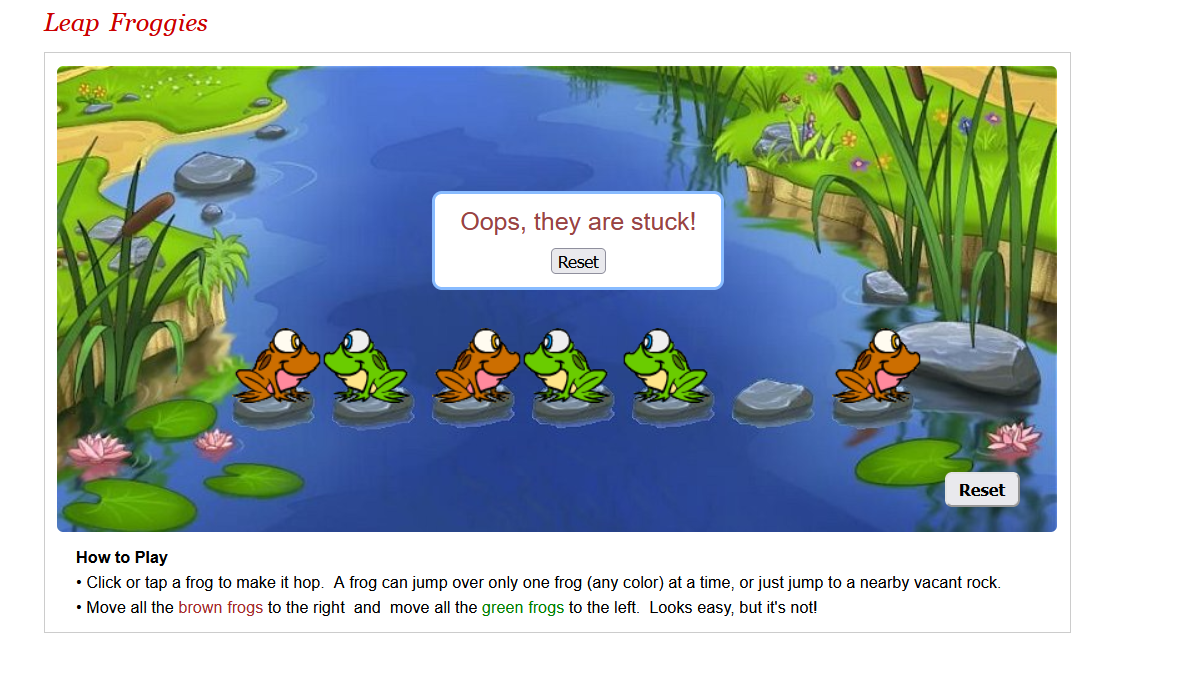 Leap Froggies
Oops, they are stuck!
Reset
Reset
How to Play
• Click or tap a frog to make it hop.  A frog can jump over only one frog (any color) at a time, or just jump to a nearby vacant rock.
• Move all the brown frogs to the right  and  move all the green frogs to the left.  Looks easy, but it's not!